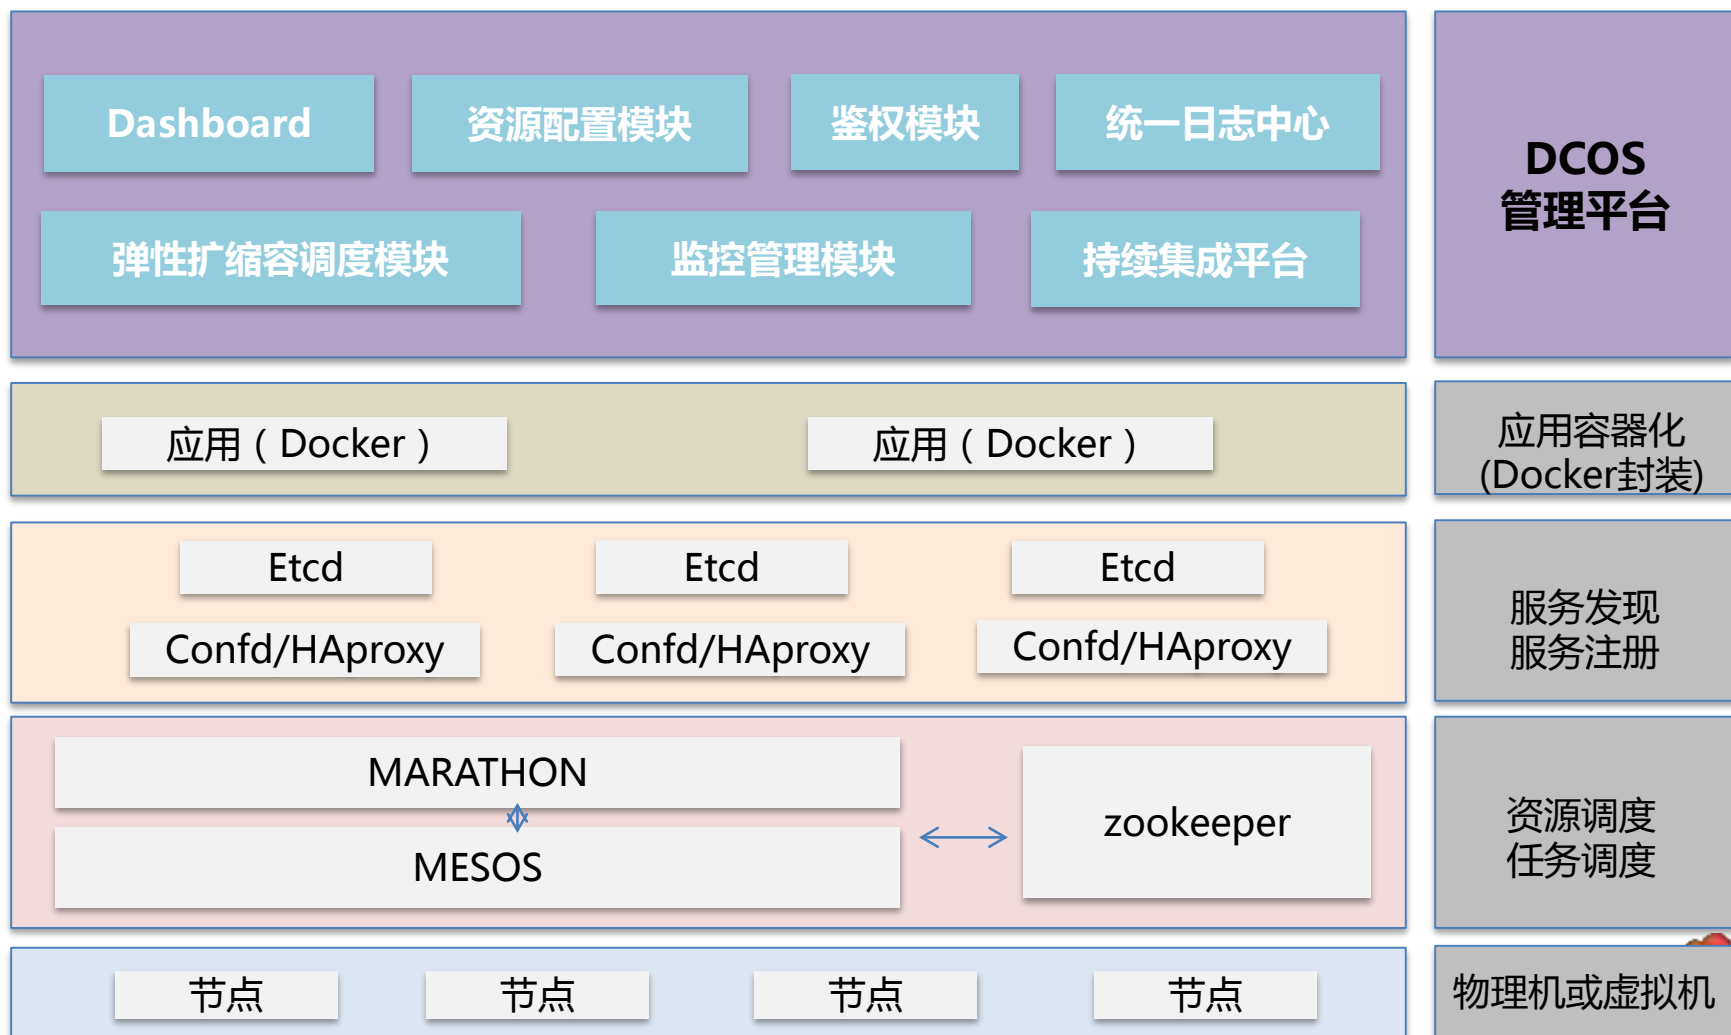 Dashboard
资源配置模块
鉴权模块
统一日志中心
弹性扩缩容调度模块
监控管理模块
持续集成平台
DCOS
管理平台
应用（Docker）
应用（Docker）
应用容器化
(Docker封装)
Etcd
Etcd
Etcd
Confd/HAproxy
Confd/HAproxy
Confd/HAproxy
服务发现
服务注册
MARATHON
MESOS
zookeeper
资源调度
任务调度
节点
节点
节点
节点
物理机或虚拟机